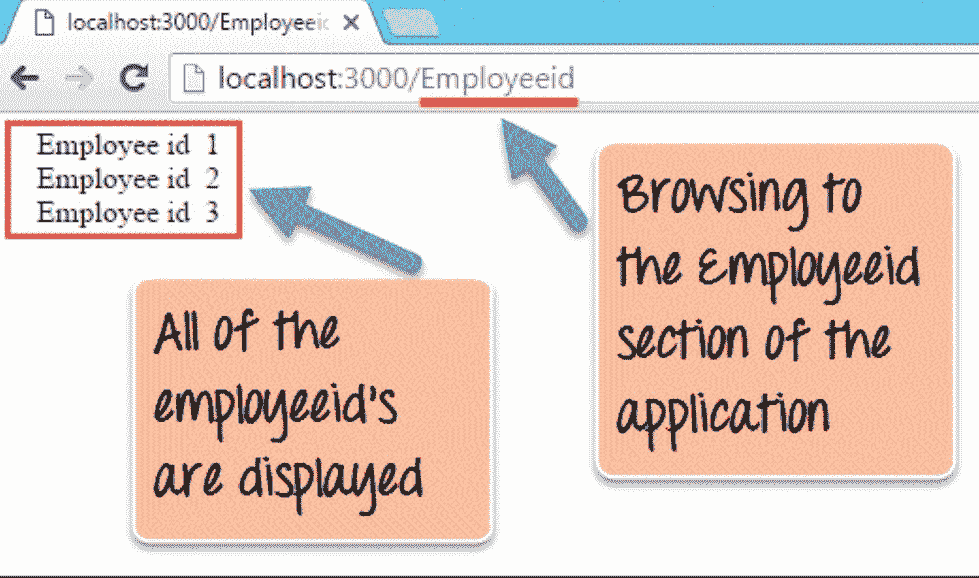 localhost:3000/Employeeid
localhost:3000/Employeeid
Employee id 1
Employee id 2
Employee id 3
Browsing to
the Employeeid
section of the
application
All of the
employeeid's
are displayed